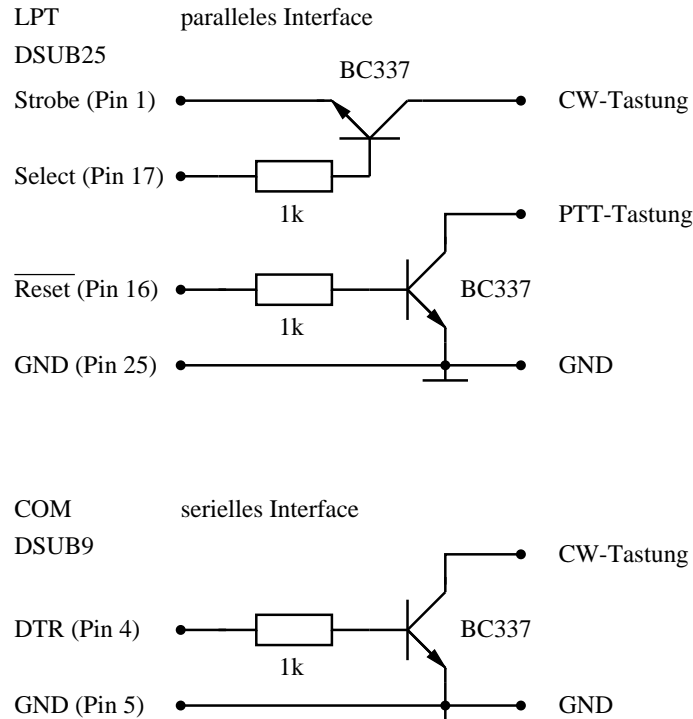 LPT paralleles Interface
DSUB25
BC337
Strobe (Pin 1) CW-Tastung
Select (Pin 17)
1k
PTT-Tastung
Reset (Pin 16) BC337
1k
GND (Pin 25) GND
COM serielles Interface
DSUB9
CW-Tastung
DTR (Pin 4) BC337
1k
GND (Pin 5) GND